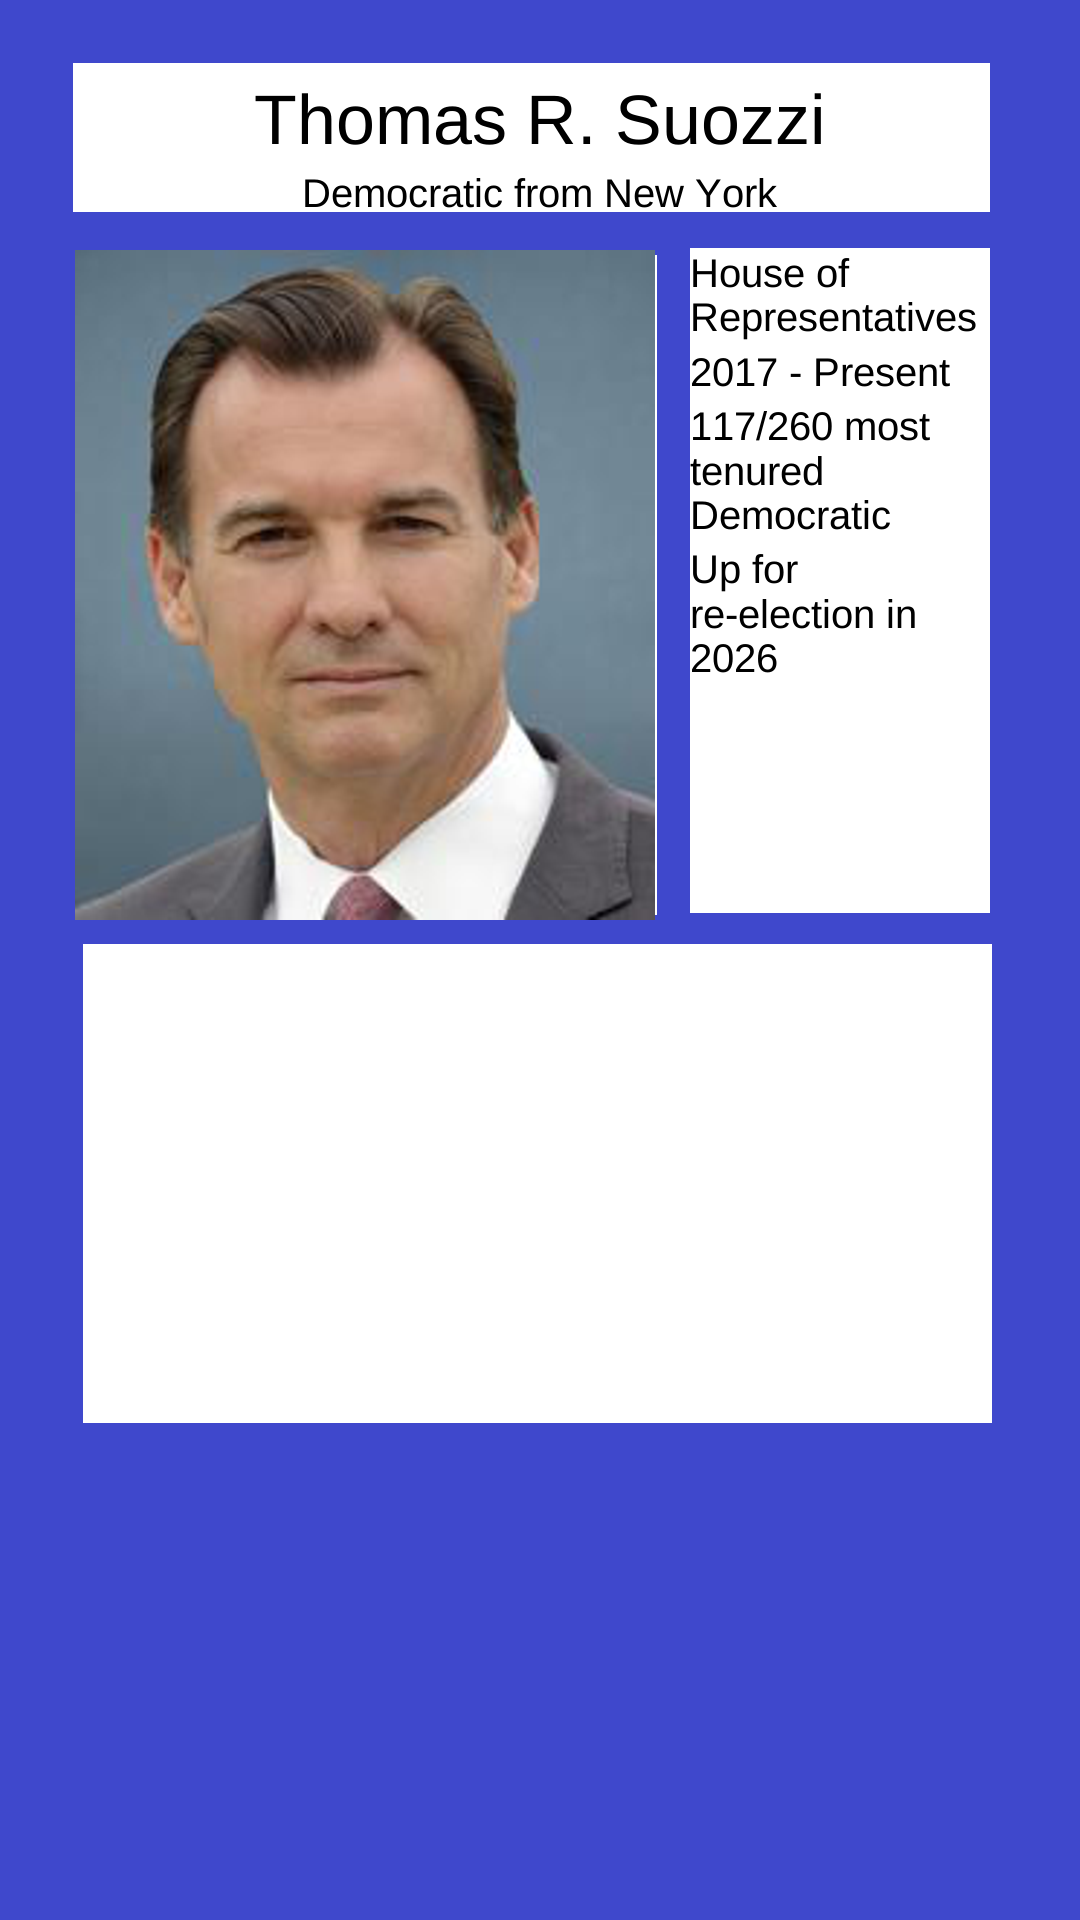 Thomas R. Suozzi
Democratic from New York
House of
Representatives
2017 - Present
117/260 most
tenured
Democratic
Up for
re-election in
2026